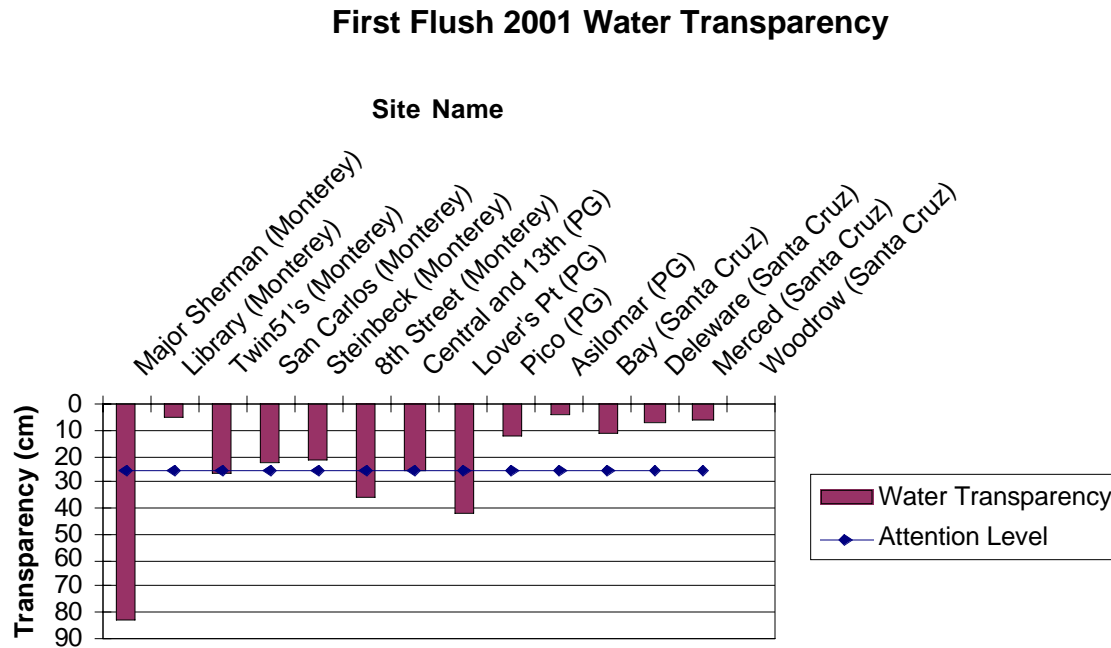 First Flush 2001 Water Transparency
Site Name
Major Sherman (Monterey)
Library (Monterey)
Twin51's (Monterey)
San Carlos (Monterey)
Steinbeck (Monterey)
8th Street (Monterey)
Central and 13th (PG)
Lover's Pt (PG)
Pico (PG)
Asilomar (PG)
Bay (Santa Cruz)
Deleware (Santa Cruz)
Merced (Santa Cruz)
Woodrow (Santa Cruz)
Transparency (cm)
0
10
20
30
40
50
60
70
80
90
Water Transparency
Attention Level